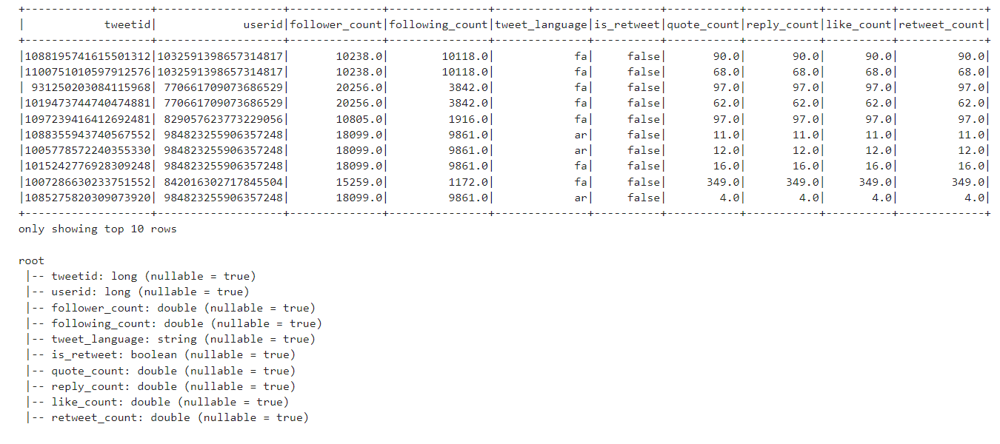 +-------------------+-------------------+--------------+---------------+--------------+----------+-----------+-----------+----------+-------------+
|            tweetid|             userid|follower_count|following_count|tweet_language|is_retweet|quote_count|reply_count|like_count|retweet_count|
+-------------------+-------------------+--------------+---------------+--------------+----------+-----------+-----------+----------+-------------+
|1088195741615501312|1032591398657314817|       10238.0|        10118.0|            fa|     false|       90.0|       90.0|      90.0|         90.0|
|1100751010597912576|1032591398657314817|       10238.0|        10118.0|            fa|     false|       68.0|       68.0|      68.0|         68.0|
| 931250203084115968| 770661709073686529|       20256.0|         3842.0|            fa|     false|       97.0|       97.0|      97.0|         97.0|
|1019473744740474881| 770661709073686529|       20256.0|         3842.0|            fa|     false|       62.0|       62.0|      62.0|         62.0|
|1097239416412692481| 829057623773229056|       10805.0|         1916.0|            fa|     false|       97.0|       97.0|      97.0|         97.0|
|1088355943740567552| 984823255906357248|       18099.0|         9861.0|            ar|     false|       11.0|       11.0|      11.0|         11.0|
|1005778572240355330| 984823255906357248|       18099.0|         9861.0|            ar|     false|       12.0|       12.0|      12.0|         12.0|
|1015242776928309248| 984823255906357248|       18099.0|         9861.0|            fa|     false|       16.0|       16.0|      16.0|         16.0|
|1007286630233751552| 842016302717845504|       15259.0|         1172.0|            fa|     false|      349.0|      349.0|     349.0|        349.0|
|1085275820309073920| 984823255906357248|       18099.0|         9861.0|            ar|     false|        4.0|        4.0|       4.0|          4.0|
+-------------------+-------------------+--------------+---------------+--------------+----------+-----------+-----------+----------+-------------+
only showing top 10 rows

root
 |-- tweetid: long (nullable = true)
 |-- userid: long (nullable = true)
 |-- follower_count: double (nullable = true)
 |-- following_count: double (nullable = true)
 |-- tweet_language: string (nullable = true)
 |-- is_retweet: boolean (nullable = true)
 |-- quote_count: double (nullable = true)
 |-- reply_count: double (nullable = true)
 |-- like_count: double (nullable = true)
 |-- retweet_count: double (nullable = true)